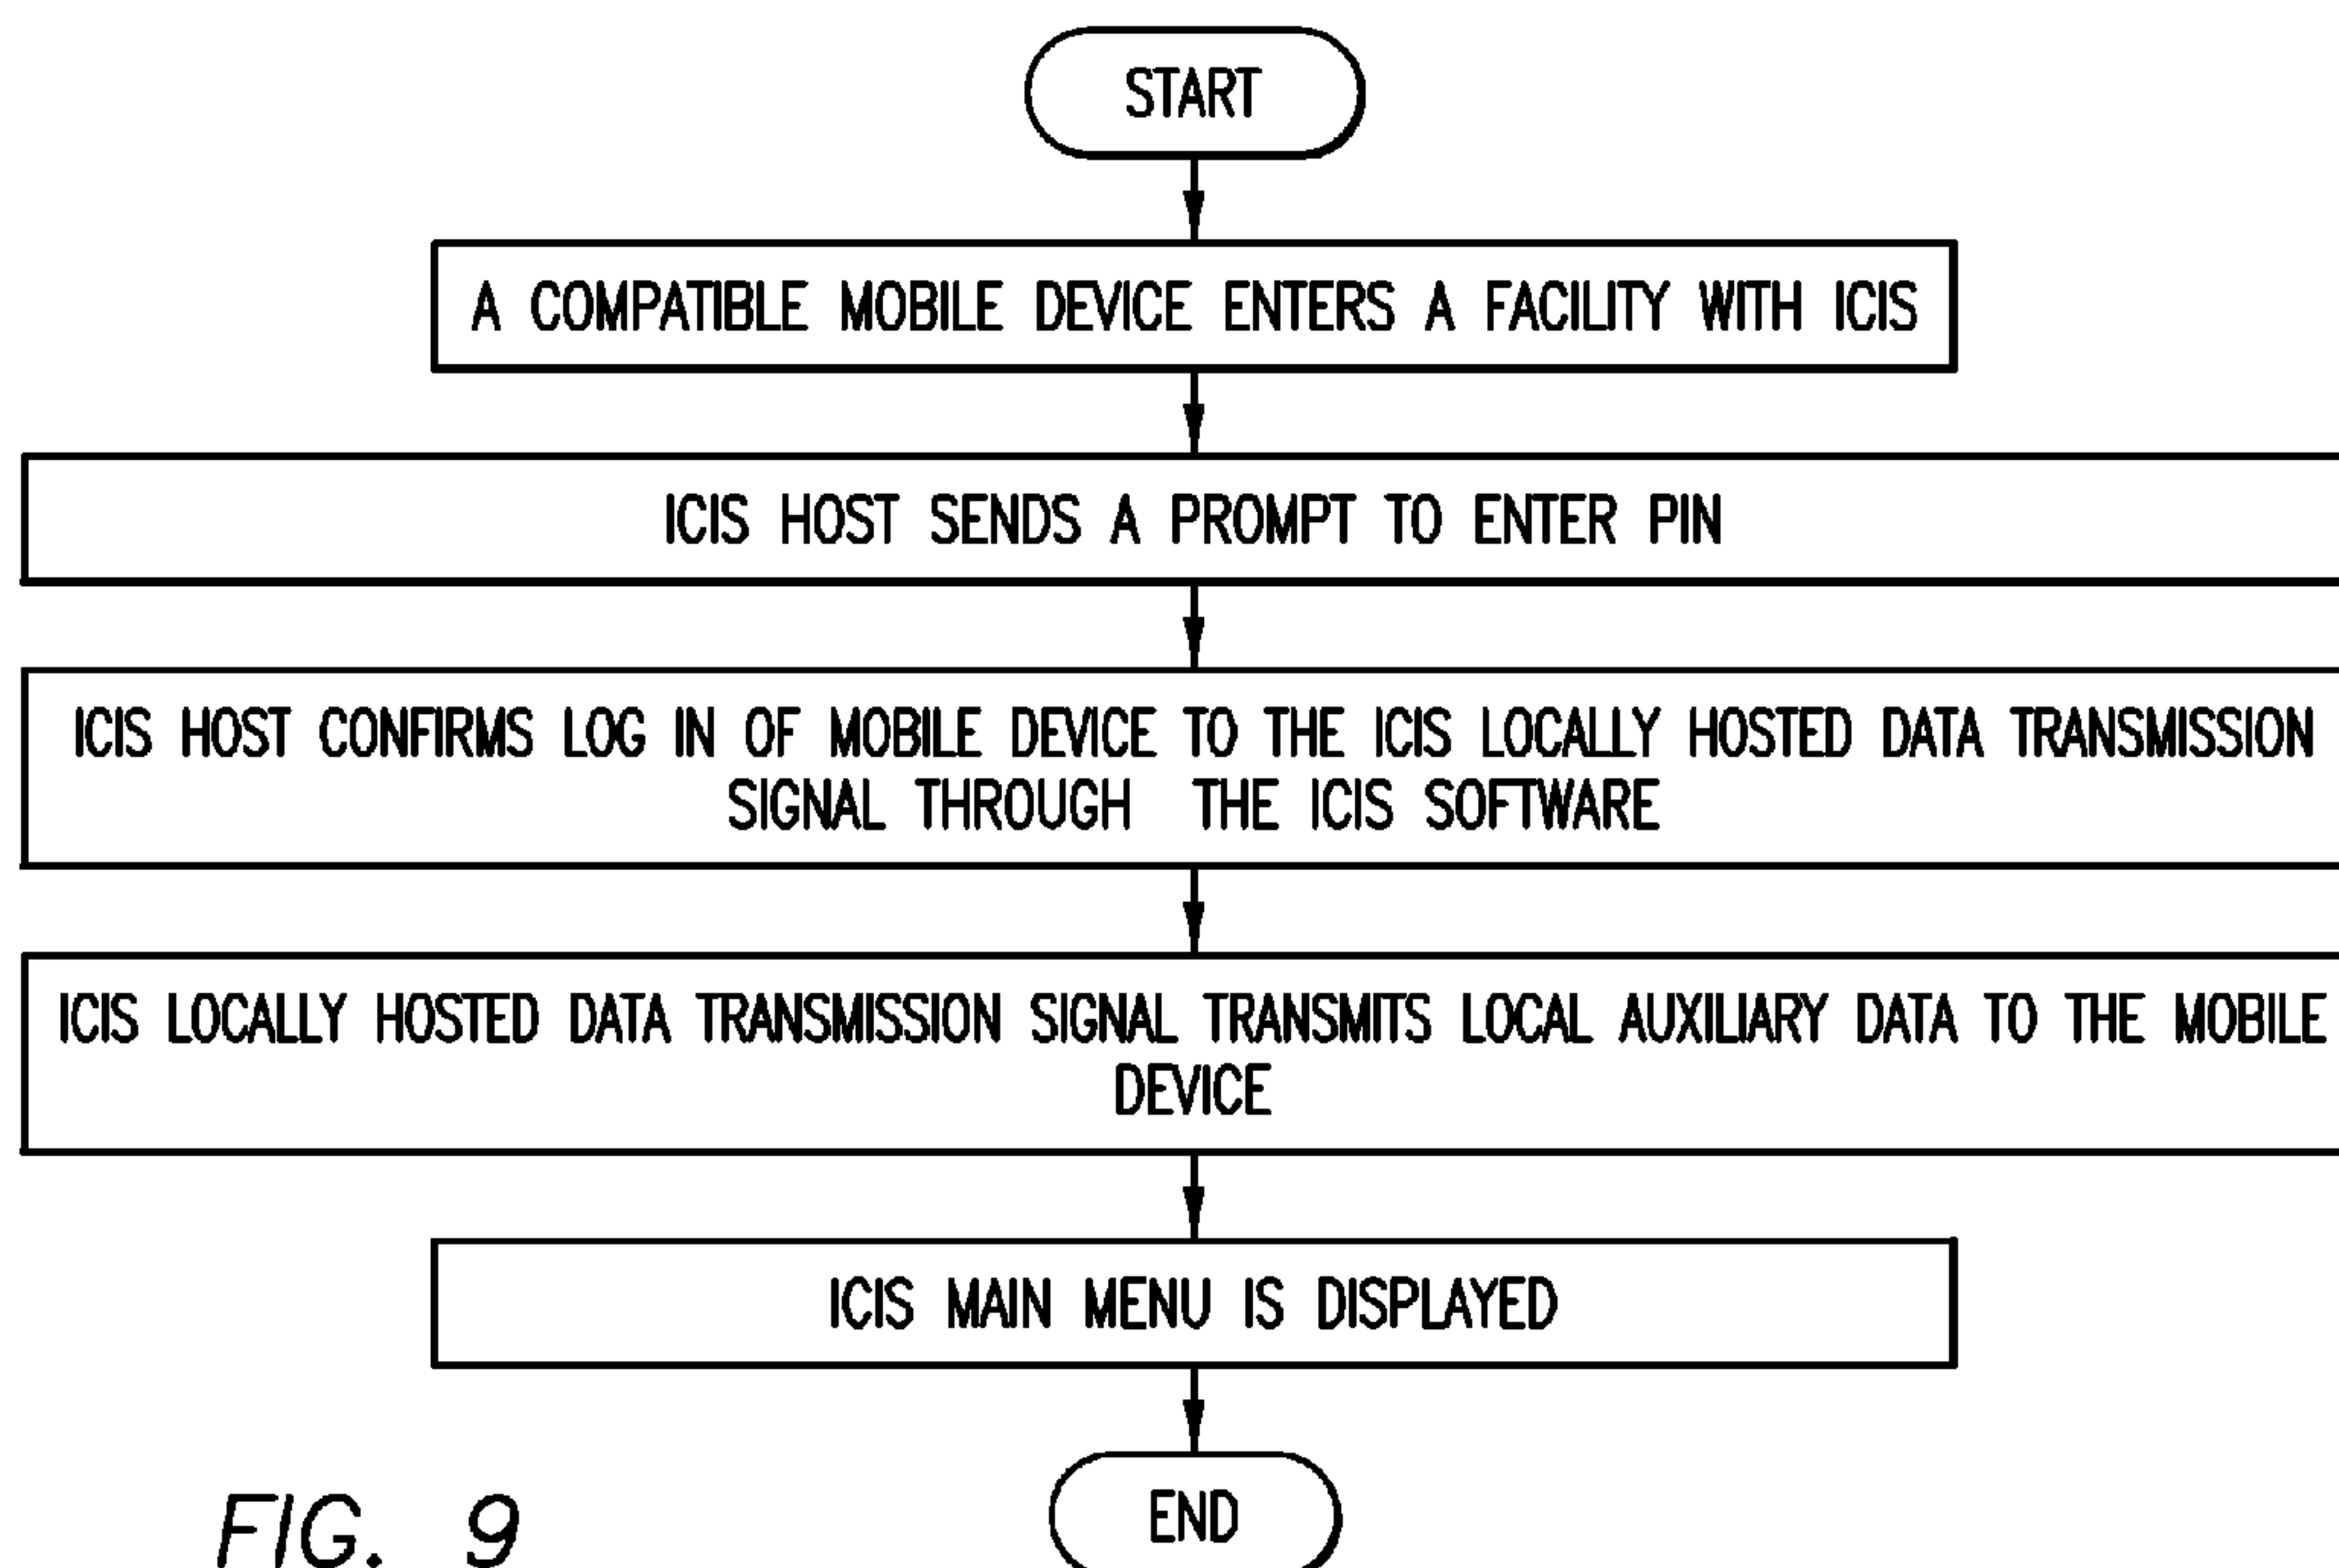 START
A COMPATIBLE MOBILE DEVICE ENTERS A FACILITY WITH ICIS
ICIS HOST SENDS A PROMPT TO ENTER PIN
ICIS HOST CONFIRMS LOG IN OF MOBILE DEVICE TO THE ICIS LOCALLY HOSTED DATA TRANSMISSION
SIGNAL THROUGH THE ICIS SOFTWARE
ICIS LOCALLY HOSTED DATA TRANSMISSION SIGNAL TRANSMITS LOCAL AUXILIARY DATA TO THE MOBILE
DEVICE
ICIS MAIN MENU IS DISPLAYED
END
FIG. 9